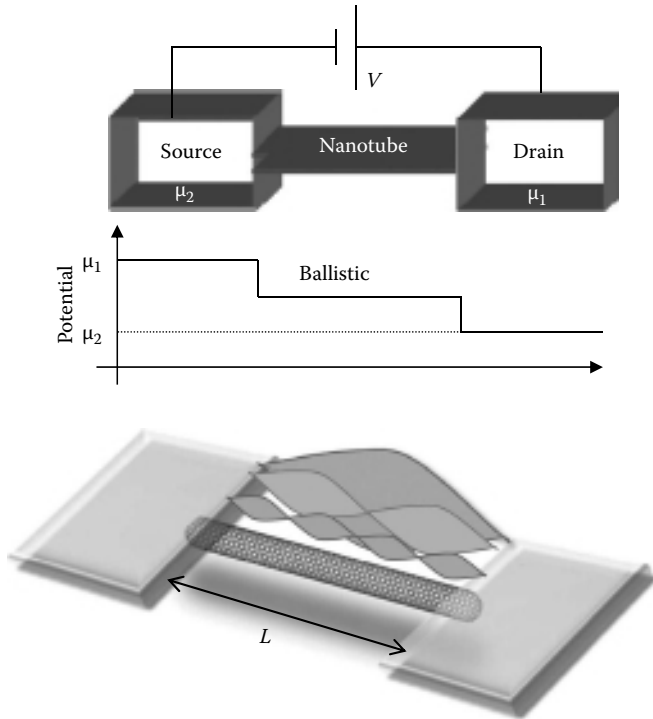 V
Source
Nanotube
Drain
μ2
μ1
Potential
μ1
Ballistic
μ2
L